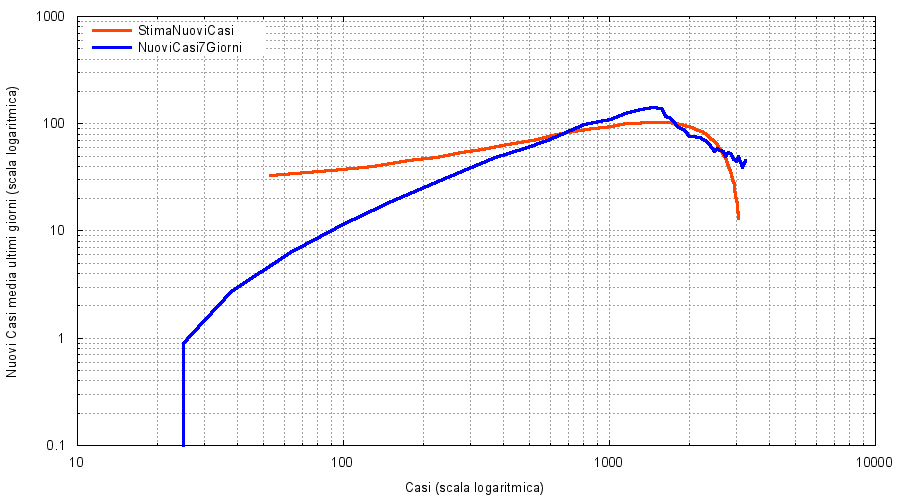 1000
100
10
1
0.1
Nuovi Casi media ultimi giorni (scala logaritmica)
StimaNuoviCasi
NuoviCasi7Giorni
10 100 1000 10000
Casi (scala logaritmica)